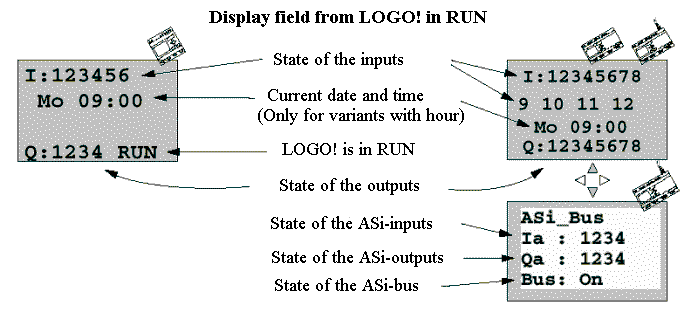 Display field from LOGO! in RUN
I:123456
Mo 09:00
Q:1234 RUN
State of the inputs
Current date and time
(Only for variants with hour)
LOGO! is in RUN
State of the outputs
I:12345678
9 10 11 12
Mo 09:00
Q:12345678
State of the ASi-inputs
State of the ASi-outputs
State of the ASi-bus
ASi_Bus
Ia : 1234
Qa : 1234
Bus: On